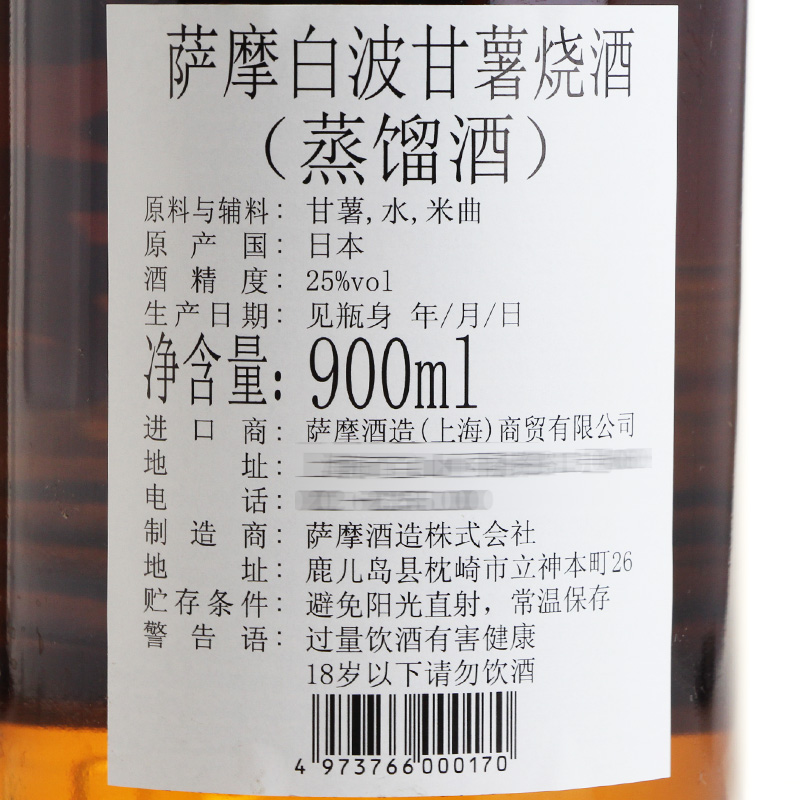 萨摩白波甘薯烧酒
（蒸馏酒）
原料与辅料：甘薯,水,米曲
原产国：日本
酒精度：25%vol
生产日期：见瓶身 年/月/日
净含量：900ml
进口商：萨摩酒造(上海)商贸有限公司
地址：
电话：
制造商：萨摩酒造株式会社
地址：鹿儿岛县枕崎市立神本町26
贮存条件：避免阳光直射，常温保存
警告语：过量饮酒有害健康
18岁以下请勿饮酒
4 973766 000170